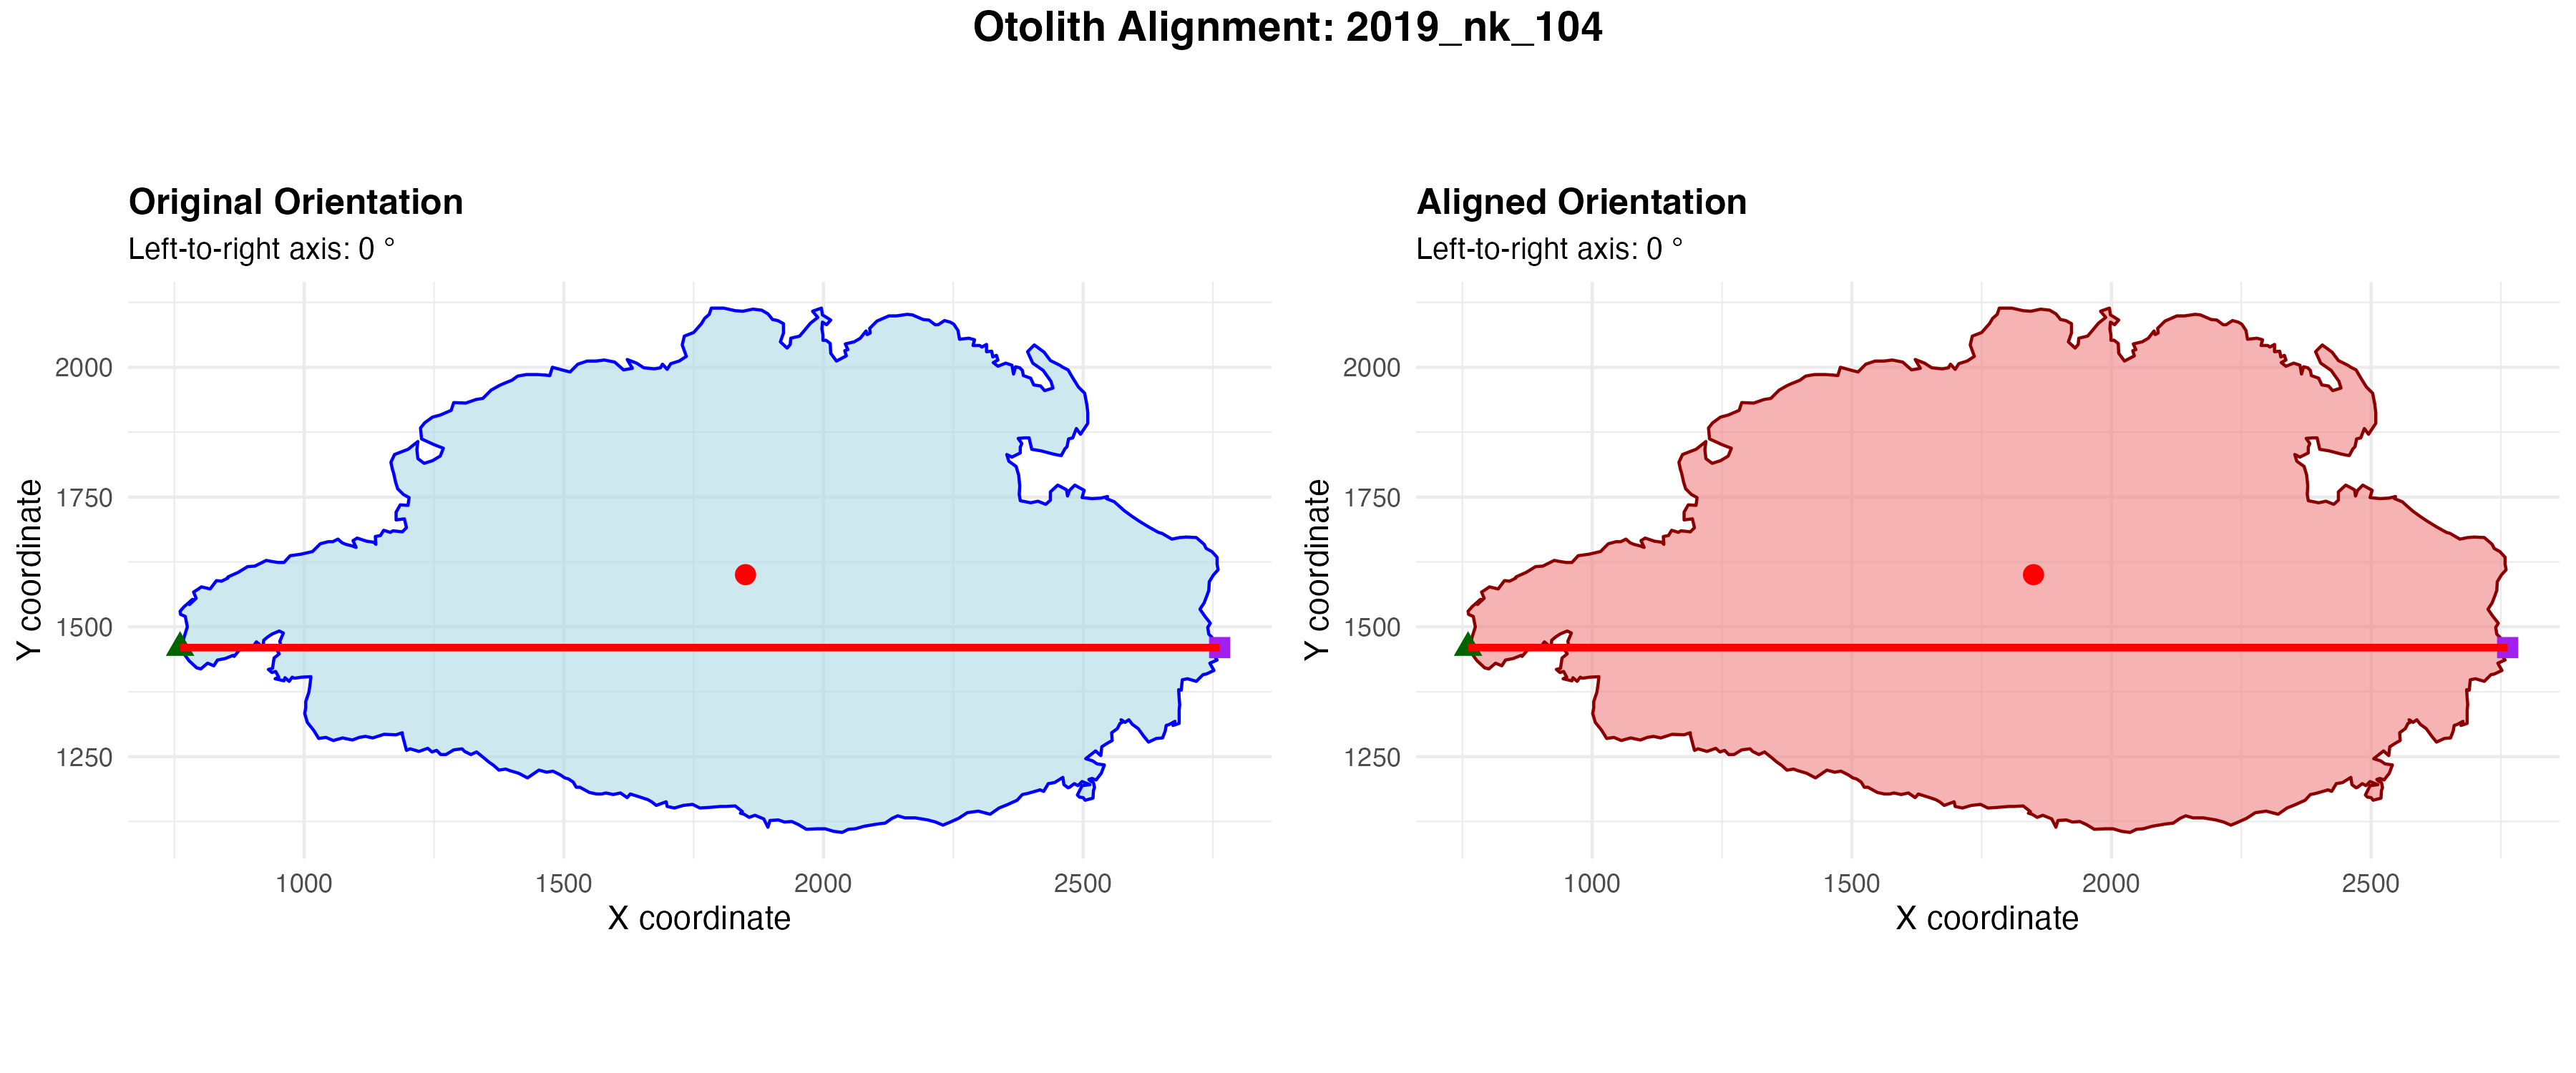 Otolith Alignment: 2019_nk_104
Original Orientation
Left-to-right axis: 0 °
Y coordinate
2000
1750
1500
1250
1000
1500
2000
2500
X coordinate
Aligned Orientation
Left-to-right axis: 0 °
Y coordinate
2000
1750
1500
1250
1000
1500
2000
2500
X coordinate